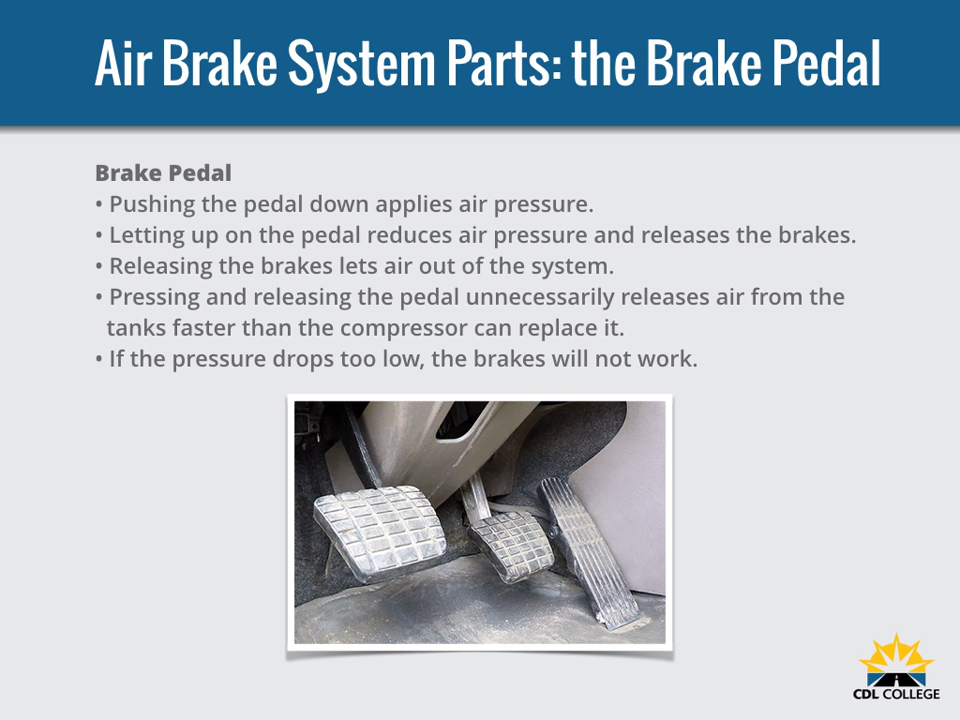 Air Brake System Parts: the Brake Pedal
Brake Pedal
• Pushing the pedal down applies air pressure.
• Letting up on the pedal reduces air pressure and releases the brakes.
• Releasing the brakes lets air out of the system.
• Pressing and releasing the pedal unnecessarily releases air from the
tanks faster than the compressor can replace it.
• If the pressure drops too low, the brakes will not work.
CDL COLLEGE